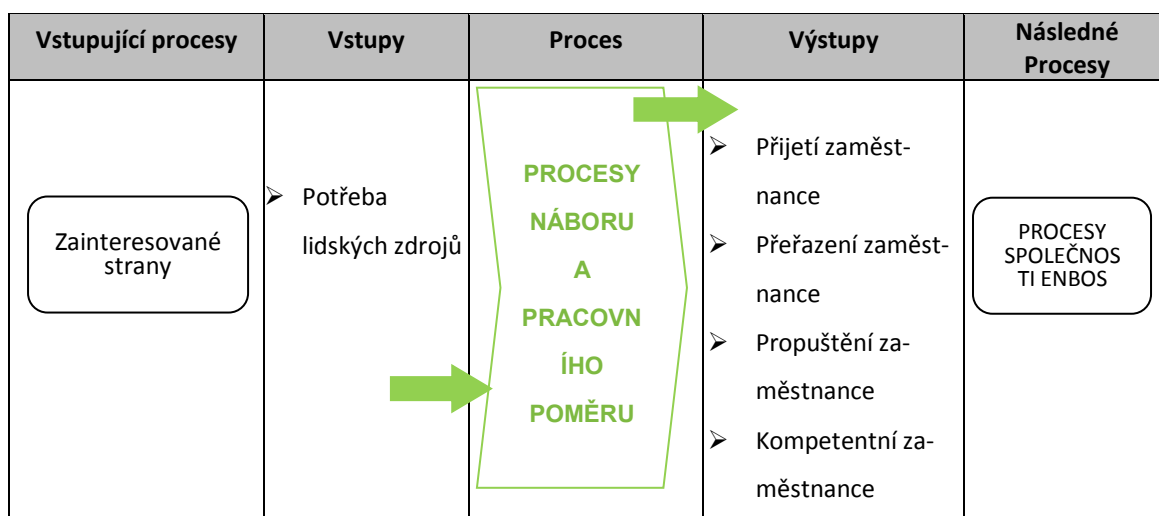 Vstupující procesy
Vstupy
Proces
Výstupy
Následné
Procesy
Zainteresované
strany
➢ Potřeba
lidských zdrojů
PROCESY
NÁBORU
A
PRACOVN
ÍHO
POMĚRU
➢ Přijetí zaměst-
nance
➢ Přeřazení zaměst-
nance
➢ Propuštění za-
městnance
➢ Kompetentní za-
městnance
PROCESY
SPOLEČNOS
TI ENBOS